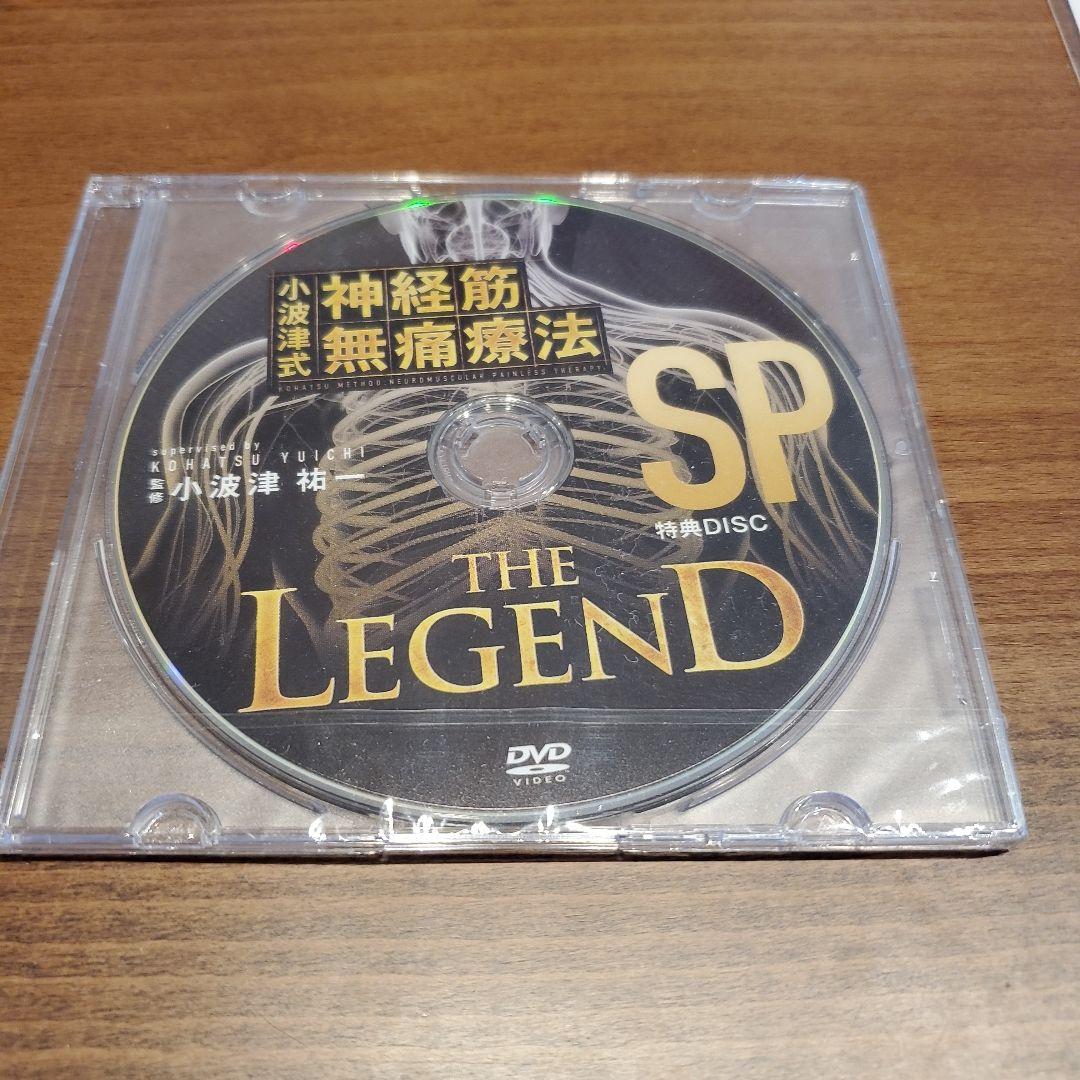 小波津式
神経筋
無痛療法
KOHATSU METHOD NEUROMUSCULAR PAINLESS THERAPY
supervised by
KOHATSU YUICHI
監修 小波津 祐一
SP
特典DISC
THE
LEGEND
DVD
VIDEO